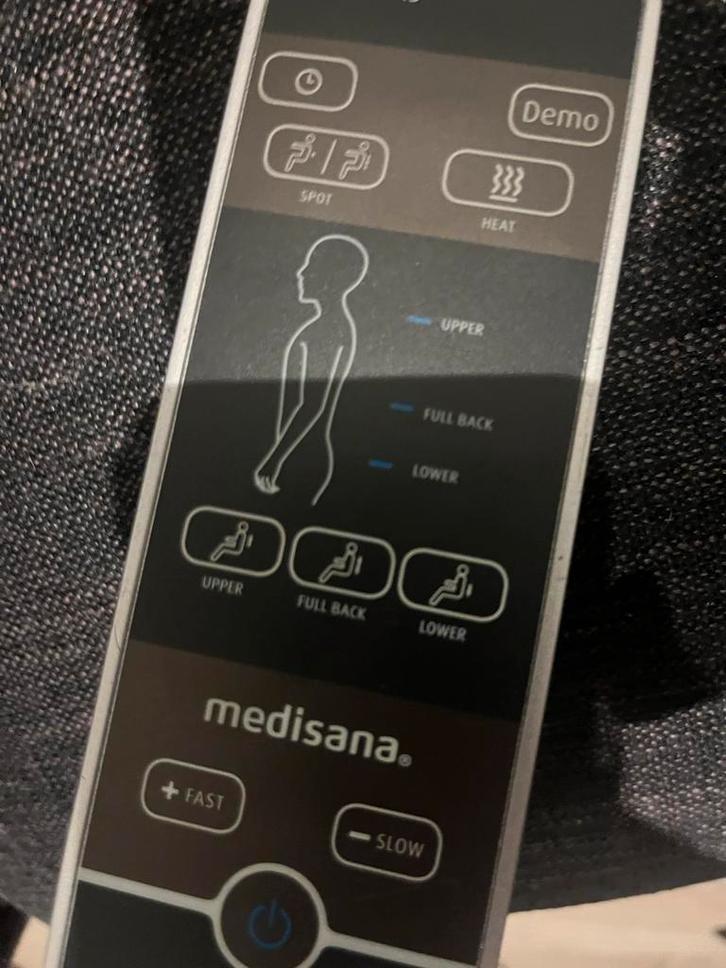 Demo
SPOT
HEAT
UPPER
FULL BACK
LOWER
UPPER
FULL BACK
LOWER
medisana®
+ FAST
− SLOW